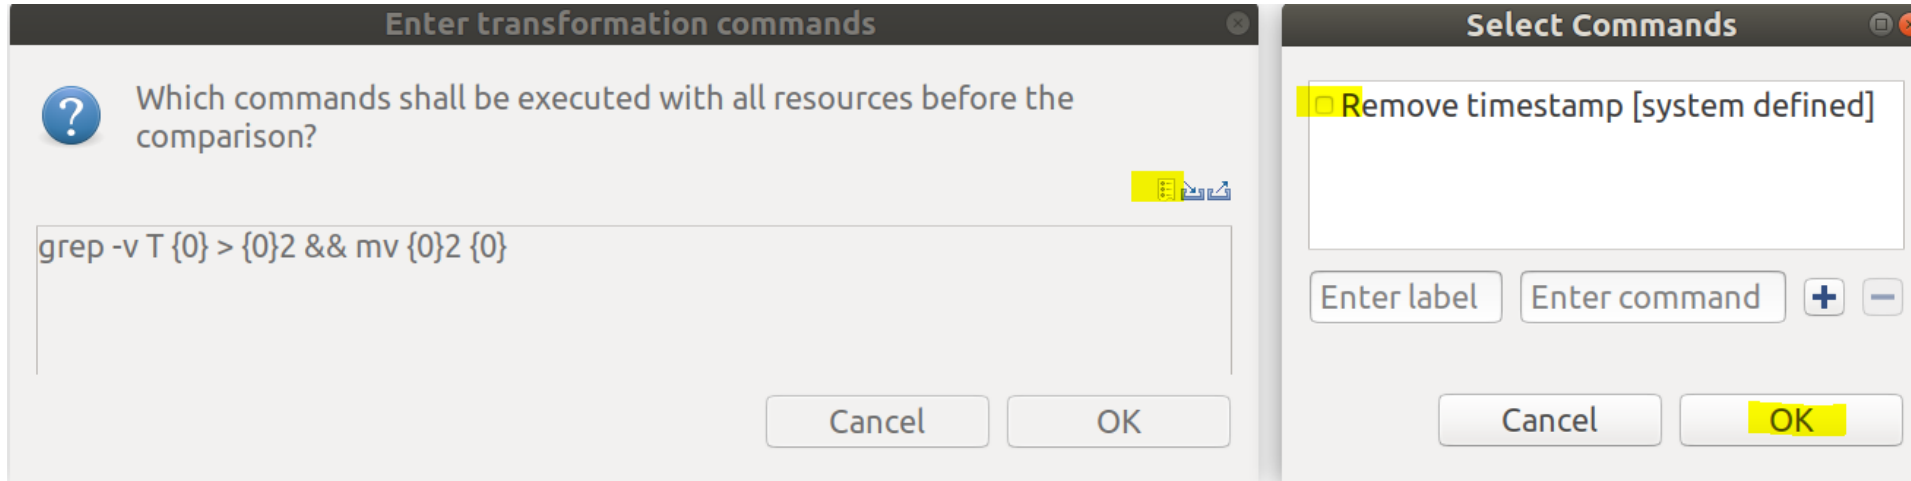 Enter transformation commands
Which commands shall be executed with all resources before the
comparison?
grep -v T {0} > {0}2 && mv {0}2 {0}
Cancel
OK
Select Commands
Remove timestamp [system defined]
Enter label
Enter command
Cancel
OK